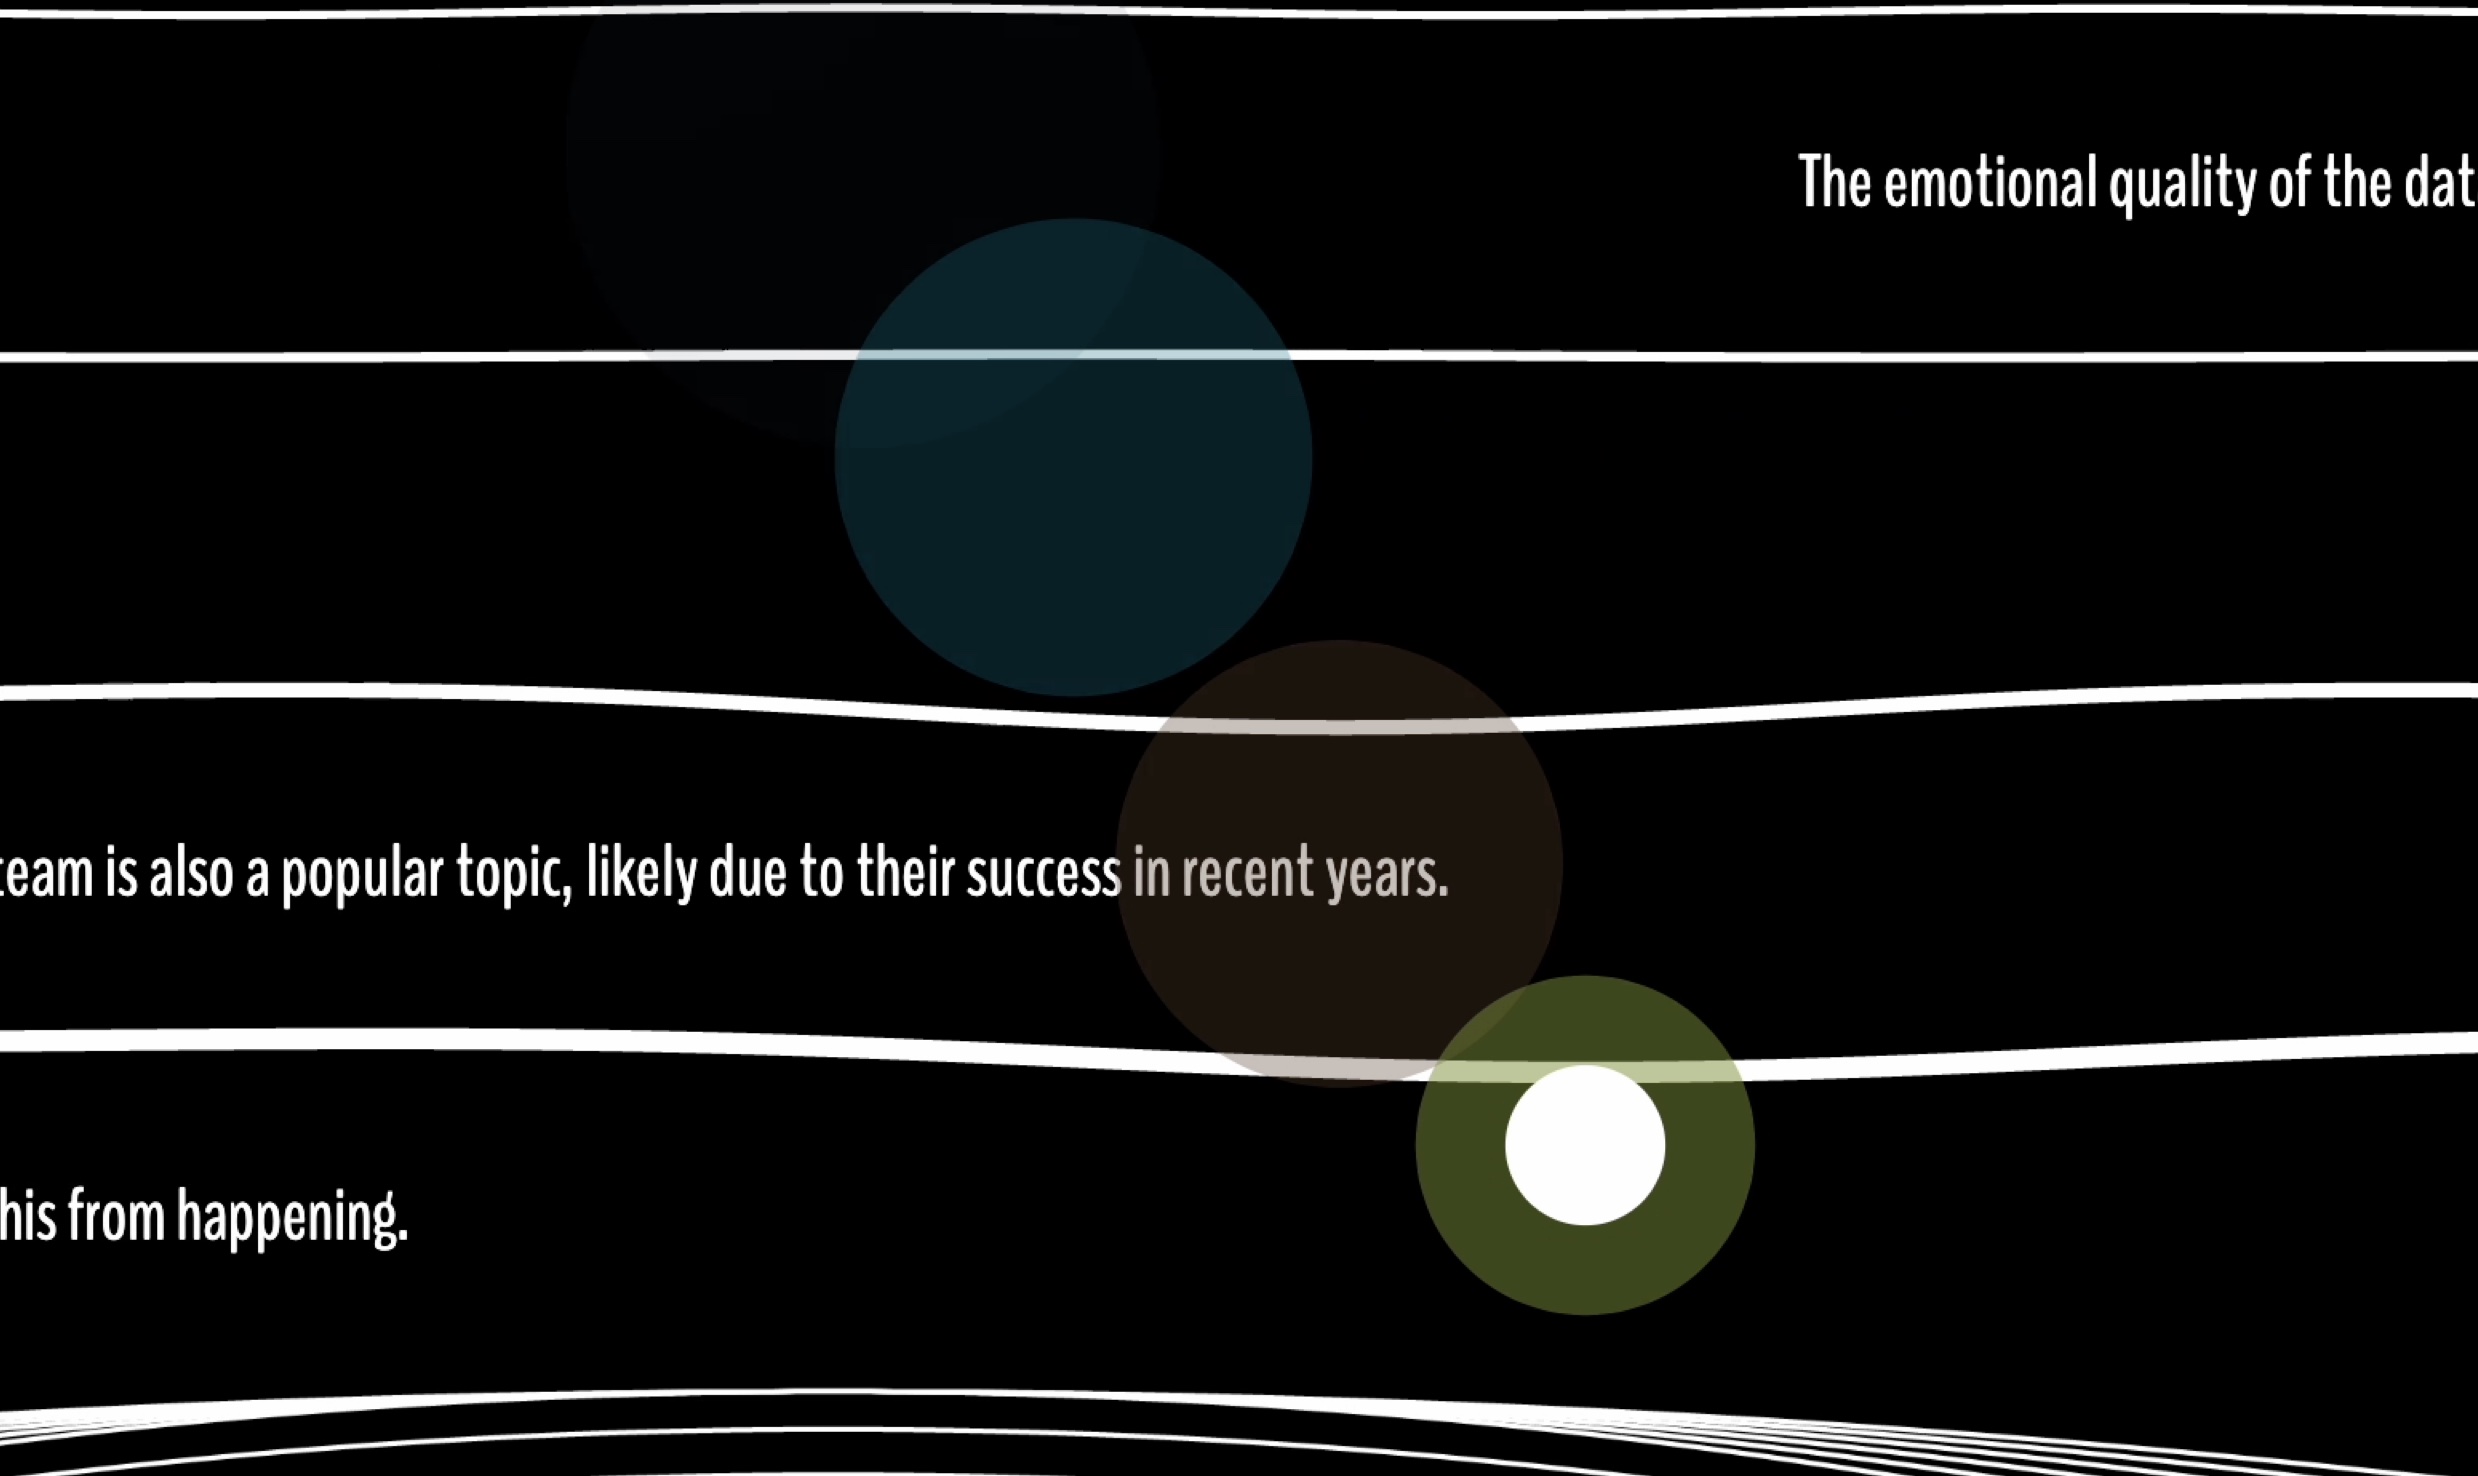 The emotional quality of the dat
team is also a popular topic, likely due to their success in recent years.
his from happening.